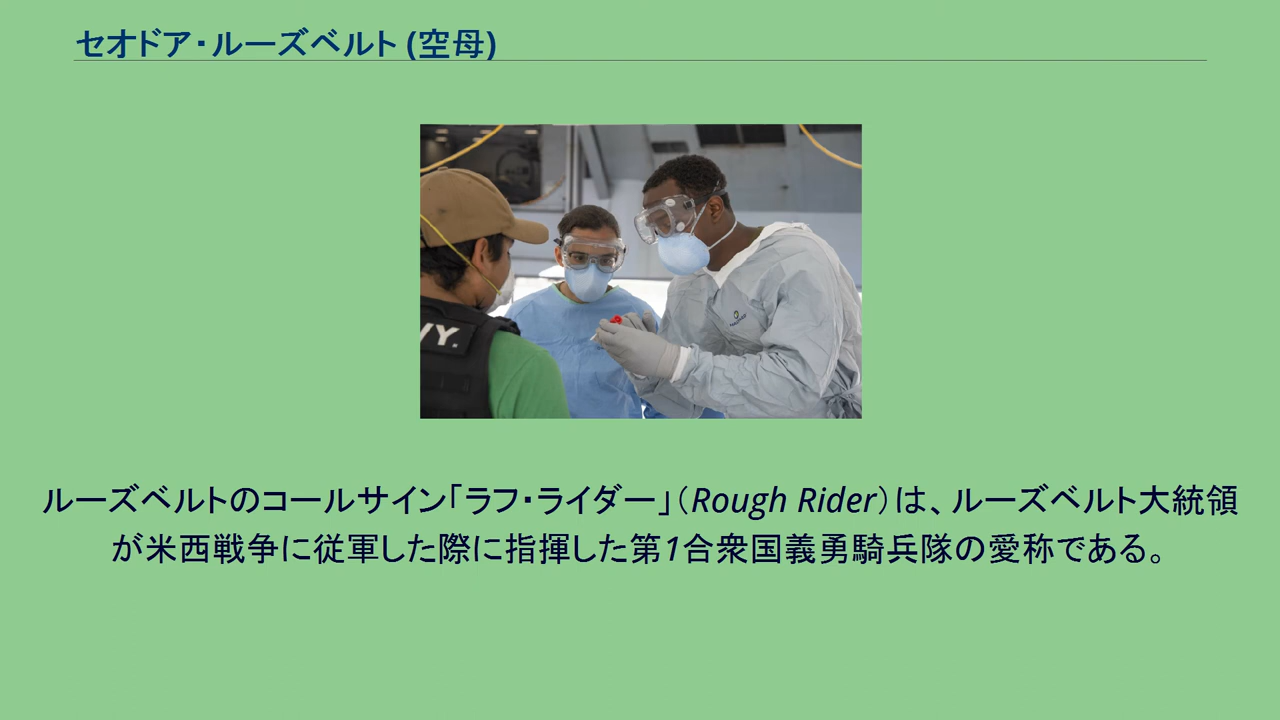 セオドア・ルーズベルト (空母)
VY.
ルーズベルトのコールサイン「ラフ・ライダー」（Rough Rider）は、ルーズベルト大統領
が米西戦争に従軍した際に指揮した第1合衆国義勇騎兵隊の愛称である。